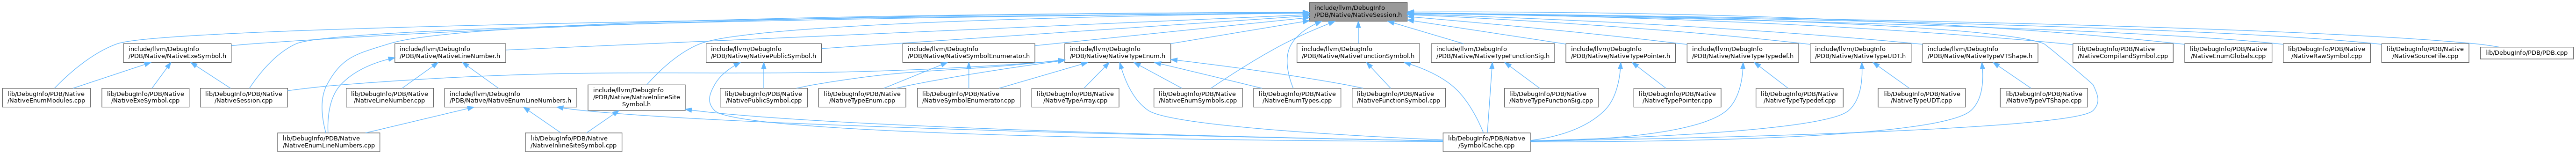 include/llvm/DebugInfo
/PDB/Native/NativeSession.h
include/llvm/DebugInfo
/PDB/Native/NativeExeSymbol.h
include/llvm/DebugInfo
/PDB/Native/NativeLineNumber.h
include/llvm/DebugInfo
/PDB/Native/NativePublicSymbol.h
include/llvm/DebugInfo
/PDB/Native/NativeSymbolEnumerator.h
include/llvm/DebugInfo
/PDB/Native/NativeTypeEnum.h
include/llvm/DebugInfo
/PDB/Native/NativeFunctionSymbol.h
include/llvm/DebugInfo
/PDB/Native/NativeTypeFunctionSig.h
include/llvm/DebugInfo
/PDB/Native/NativeTypePointer.h
include/llvm/DebugInfo
/PDB/Native/NativeTypeTypedef.h
include/llvm/DebugInfo
/PDB/Native/NativeTypeUDT.h
include/llvm/DebugInfo
/PDB/Native/NativeTypeVTShape.h
lib/DebugInfo/PDB/Native
/NativeCompilandSymbol.cpp
lib/DebugInfo/PDB/Native
/NativeEnumGlobals.cpp
lib/DebugInfo/PDB/Native
/NativeRawSymbol.cpp
lib/DebugInfo/PDB/Native
/NativeSourceFile.cpp
lib/DebugInfo/PDB/PDB.cpp
lib/DebugInfo/PDB/Native
/NativeEnumModules.cpp
lib/DebugInfo/PDB/Native
/NativeExeSymbol.cpp
lib/DebugInfo/PDB/Native
/NativeSession.cpp
lib/DebugInfo/PDB/Native
/NativeLineNumber.cpp
include/llvm/DebugInfo
/PDB/Native/NativeEnumLineNumbers.h
include/llvm/DebugInfo
/PDB/Native/NativeInlineSite
Symbol.h
lib/DebugInfo/PDB/Native
/NativePublicSymbol.cpp
lib/DebugInfo/PDB/Native
/NativeTypeEnum.cpp
lib/DebugInfo/PDB/Native
/NativeSymbolEnumerator.cpp
lib/DebugInfo/PDB/Native
/NativeTypeArray.cpp
lib/DebugInfo/PDB/Native
/NativeEnumSymbols.cpp
lib/DebugInfo/PDB/Native
/NativeEnumTypes.cpp
lib/DebugInfo/PDB/Native
/NativeFunctionSymbol.cpp
lib/DebugInfo/PDB/Native
/NativeTypeFunctionSig.cpp
lib/DebugInfo/PDB/Native
/NativeTypePointer.cpp
lib/DebugInfo/PDB/Native
/NativeTypeTypedef.cpp
lib/DebugInfo/PDB/Native
/NativeTypeUDT.cpp
lib/DebugInfo/PDB/Native
/NativeTypeVTShape.cpp
lib/DebugInfo/PDB/Native
/NativeEnumLineNumbers.cpp
lib/DebugInfo/PDB/Native
/NativeInlineSiteSymbol.cpp
lib/DebugInfo/PDB/Native
/SymbolCache.cpp